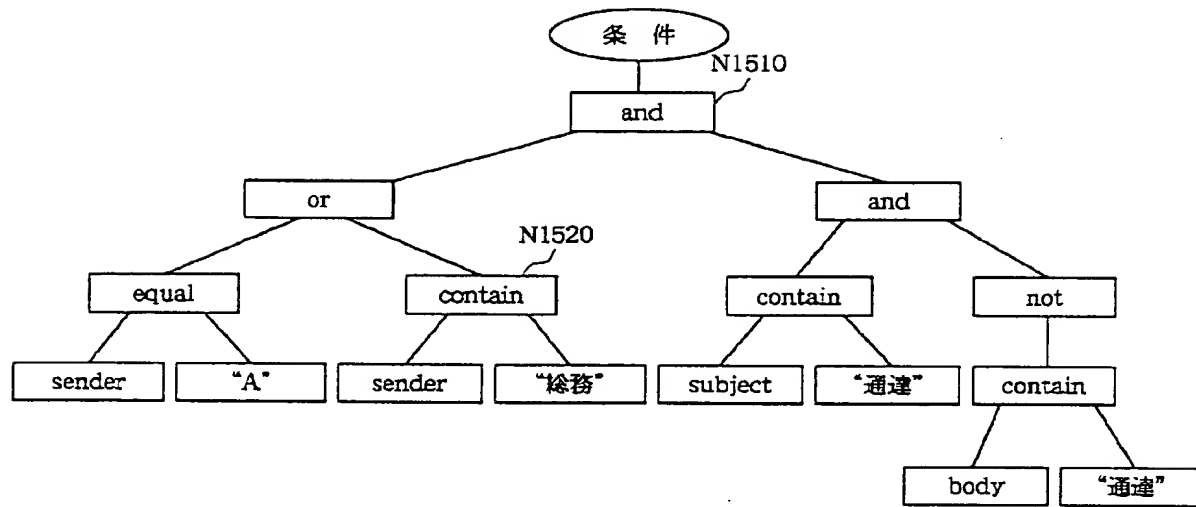 条 件
N1510
and
or
and
N1520
equal
contain
contain
not
sender
“A”
sender
“総務”
subject
“通達”
contain
body
“通達”